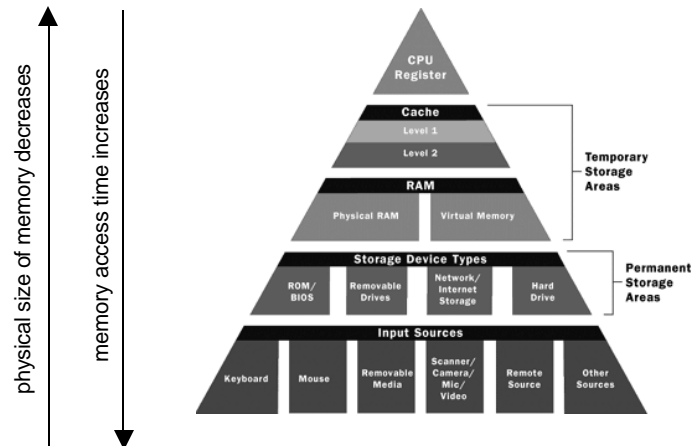 physical size of memory decreases
memory access time increases
CPU
Register
Cache
Level 1
Level 2
Temporary
Storage
Areas
RAM
Physical RAM
Virtual Memory
Storage Device Types
ROM/
BIOS
Removable
Drives
Network/
Internet
Storage
Hard
Drive
Permanent
Storage
Areas
Input Sources
Keyboard
Mouse
Removable
Media
Scanner/
Camera/
Mic/
Video
Remote
Source
Other
Sources